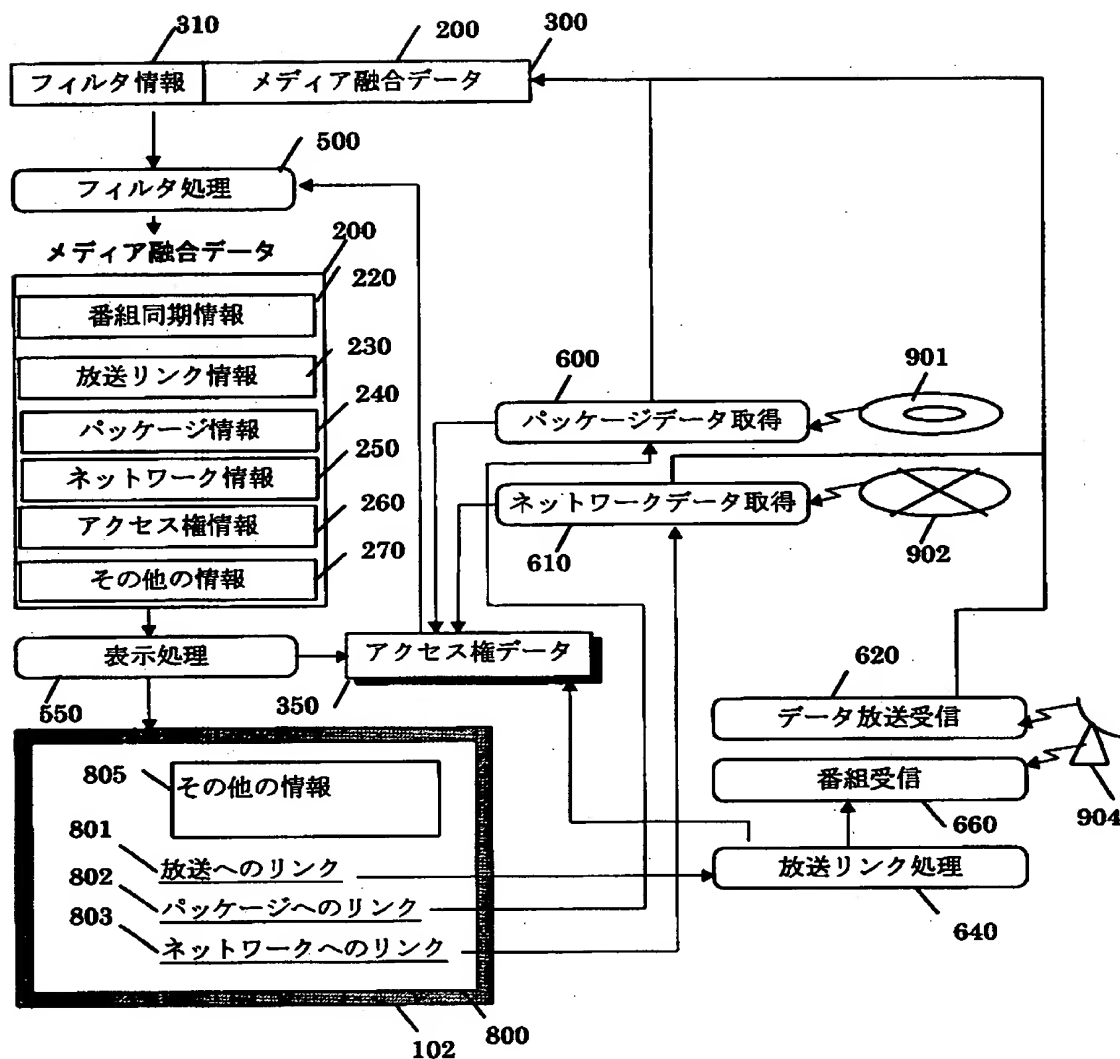 310
200
300
フィルタ情報
メディア融合データ
500
フィルタ処理
メディア融合データ
200
220
番組同期情報
230
放送リンク情報
240
パッケージ情報
250
ネットワーク情報
260
アクセス権情報
270
その他の情報
600
901
パッケージデータ取得
ネットワークデータ取得
610
902
表示処理
アクセス権データ
550
350
620
データ放送受信
番組受信
660
904
放送リンク処理
640
805
その他の情報
801
放送へのリンク
802
パッケージへのリンク
803
ネットワークへのリンク
102
800